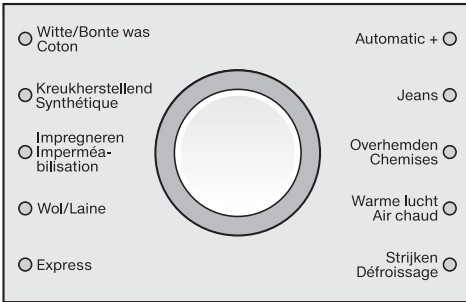 Witte/Bonte was
Coton
Kreukherstellend
Synthétique
Impregneren
Imperméa-
bilisation
Wol/Laine
Express
Automatic +
Jeans
Overhemden
Chemises
Warme lucht
Air chaud
Strijken
Défroissage